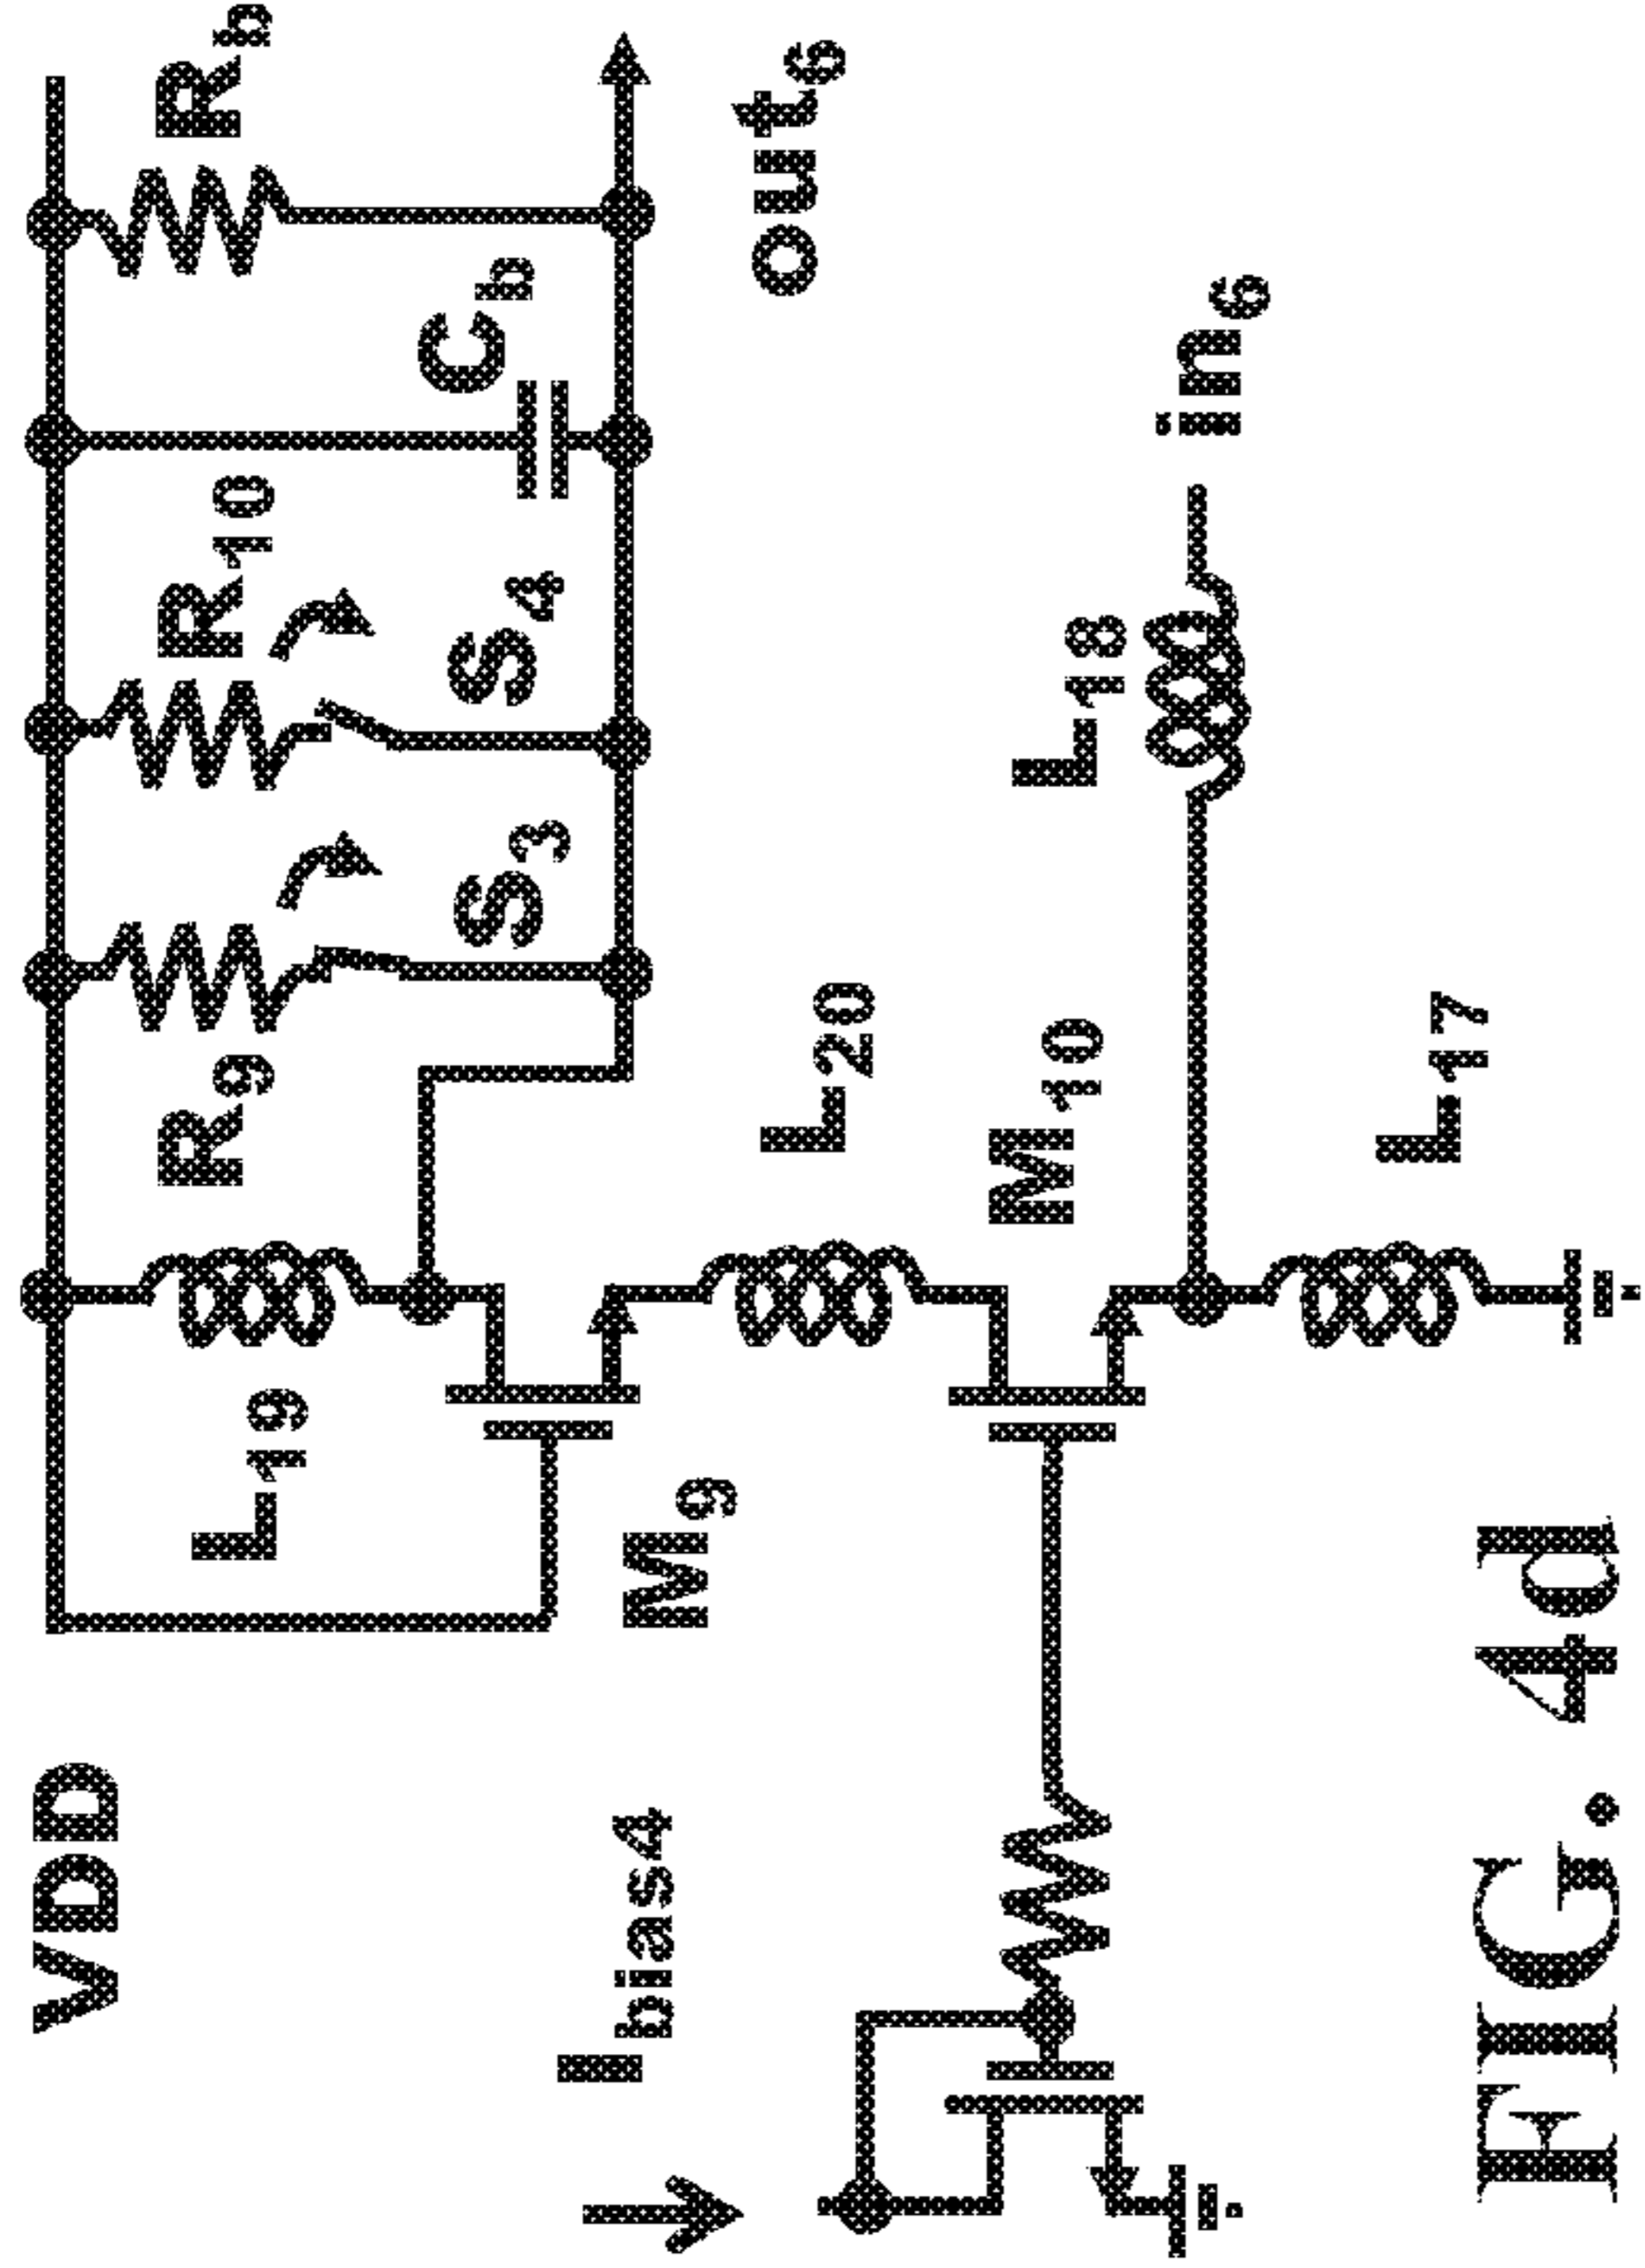 VDD
L19
R9
R10
Rb
S3
S4
Cb
out6
Ibias4
M9
L20
M10
L18
in6
L17
FIG. 4d